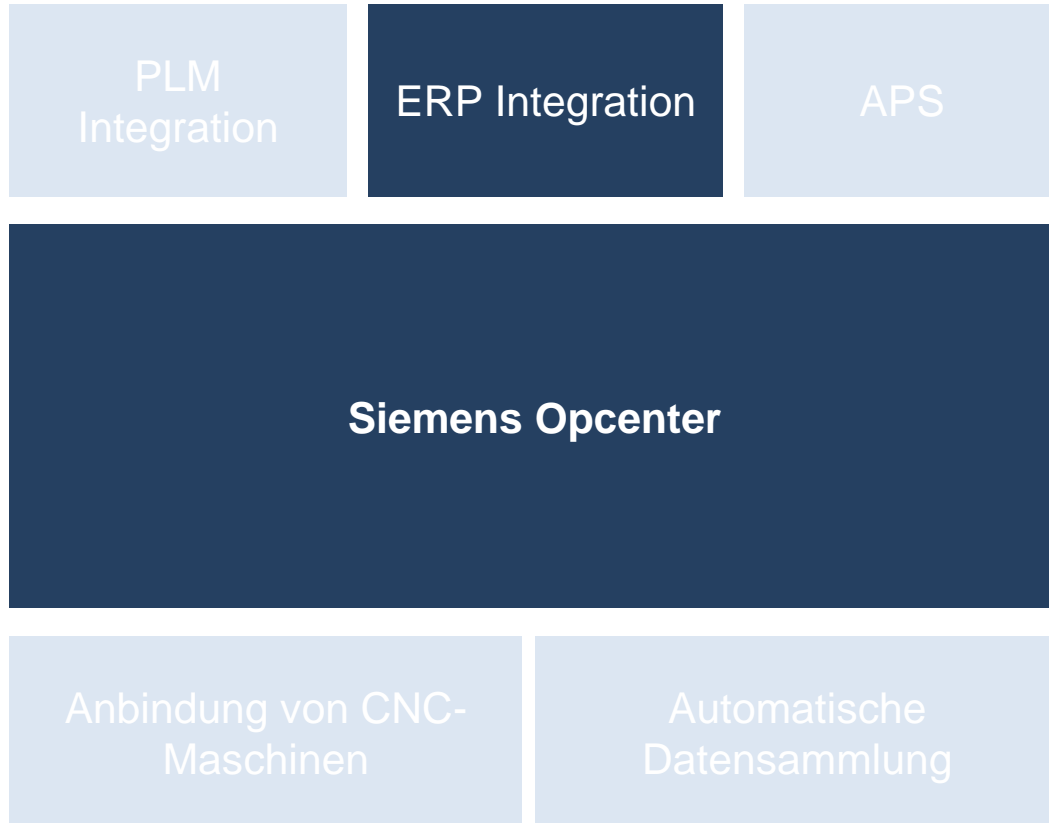 PLM
Integration
ERP Integration
APS
Siemens Opcenter
Anbindung von CNC-
Maschinen
Automatische
Datensammlung